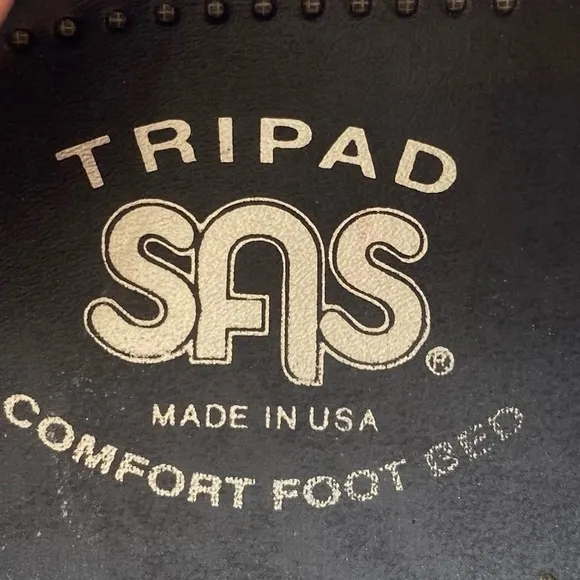 TRIPAD
SAS®
MADE IN USA
COMFORT FOOT BED